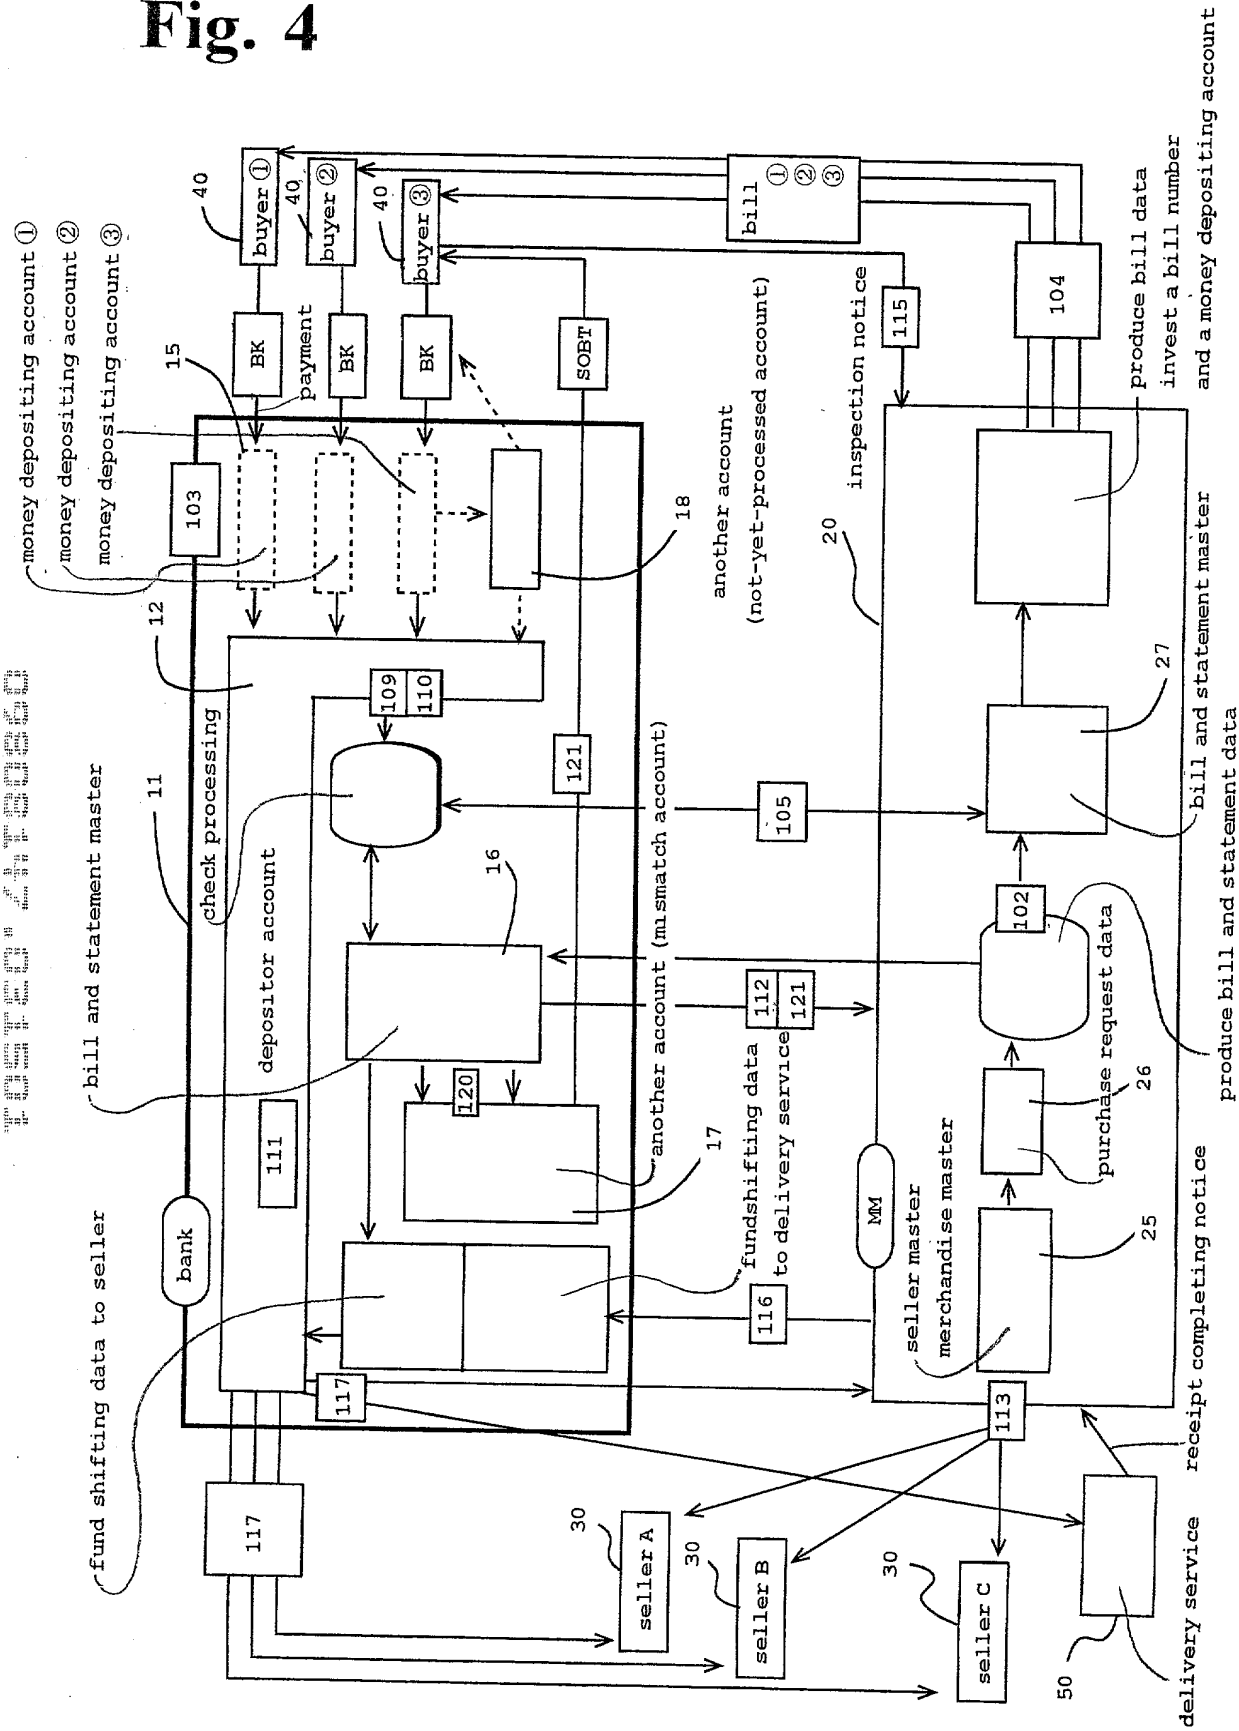 Fig. 4
money depositing account ①
money depositing account ②
money depositing account ③
15
40
buyer ①
40
buyer ②
40
buyer ③
BK
BK
BK
payment
SOBT
bill
①
②
③
104
produce bill data
invest a bill number
and a money depositing account
inspection notice
115
103
12
18
another account
(not-yet-processed account)
20
11
bill and statement master
check processing
depositor account
109
110
121
16
105
27
bill and statement master
produce bill and statement data
102
another account (mismatch account)
112
121
111
120
17
fundshifting data
to delivery service
116
purchase request data
26
MM
seller master
merchandise master
25
bank
fund shifting data to seller
117
117
113
receipt completing notice
30
seller A
30
seller B
30
seller C
50
delivery service